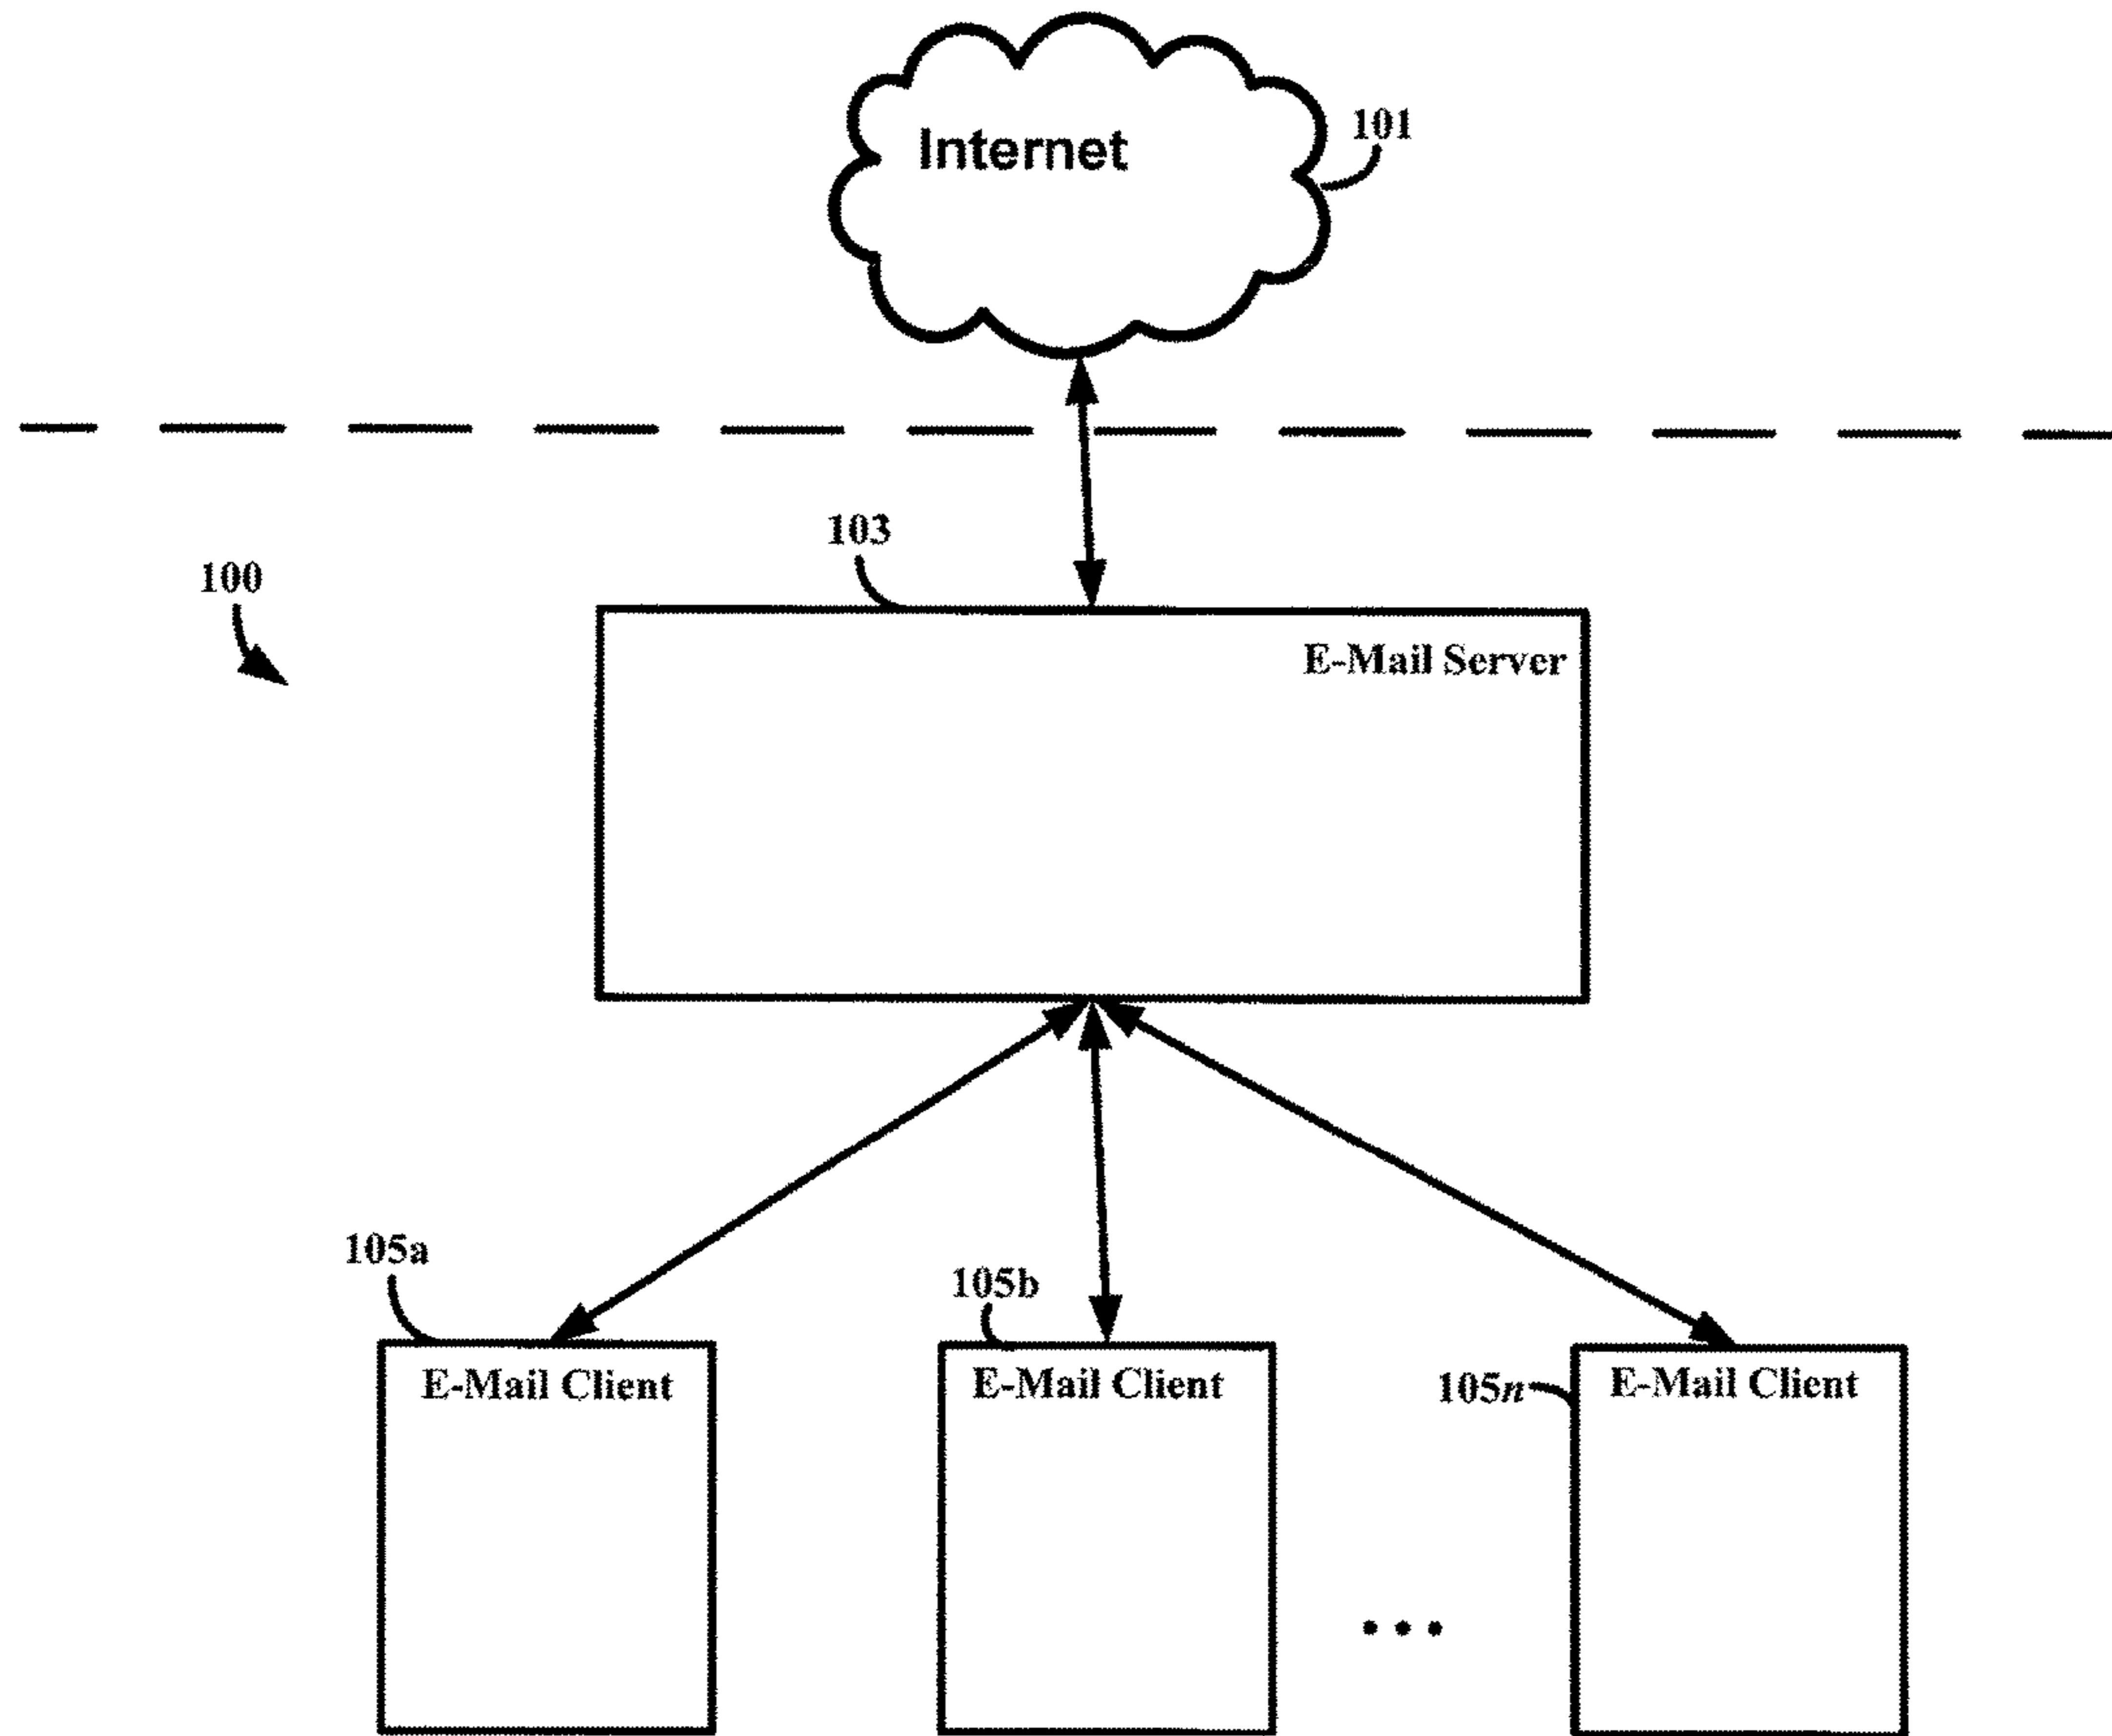 Internet
101
103
100
E-Mail Server
105a
105b
E-Mail Client
E-Mail Client
105n
E-Mail Client
...